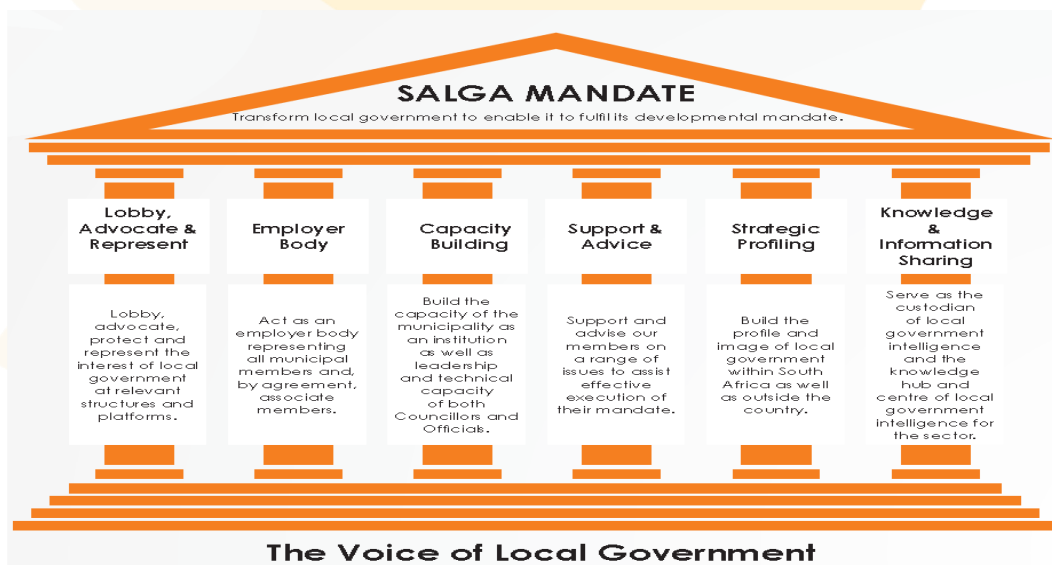 SALGA MANDATE
Transform local government to enable it to fulfil its developmental mandate.
Lobby,
Advocate &
Represent
Employer
Body
Capacity
Building
Support &
Advice
Strategic
Profiling
Knowledge
&
Information
Sharing
Lobby,
advocate,
protect and
represent the
interest of local
government
at relevant
structures and
platforms.
Act as an
employer body
representing
all municipal
members and,
by agreement,
associate
members.
Build the
capacity of the
municipality as
an institution
as well as
leadership
and technical
capacity
of both
Councillors and
Officials.
Support and
advise our
members on
a range of
issues to assist
effective
execution of
their mandate.
Build the
profile and
image of local
government
within South
Africa as well
as outside the
country.
Serve as the
custodian
of local
government
intelligence
and the
knowledge
hub and
centre of local
government
intelligence for
the sector.
The Voice of Local Government